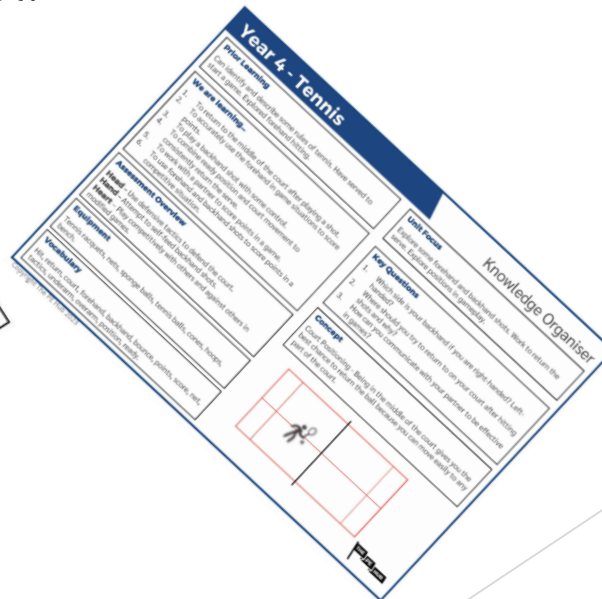 Year 4 - Tennis
Knowledge Organiser
Prior Learning
Can identify and describe some rules of tennis. Have served to
start a game. Explored forehand hitting.
We are learning...
1. To return to the middle of the court after playing a shot.
2. To accurately use the forehand in game situations to score
points.
3. To play a backhand shot with some control.
4. To combine ready position and court movement to
consistently return the serve.
5. To work with a partner to score points in a game.
6. To use forehand and backhand shots to score points in a
competitive situation.
Assessment Overview
Head – Use defensive tactics to defend the court.
Hand – Attempt to self-feed backhand shots.
Heart – Play competitively with others and against others in
modified games.
Equipment
Tennis racquets, nets, sponge balls, tennis balls, cones, hoops,
bench.
Vocabulary
Hit, return, court, forehand, backhand, bounce, points, score, net,
tactics, underarm, overarm, position, ready.
Copyright The PE Hub
Unit Focus
Explore some forehand and backhand shots. Work to return the
serve. Explore positions in gameplay.
Key Questions
1. Which side is your backhand if you are right-handed? Left-
handed?
2. Where should you try to return to on your court after hitting
shots and why?
3. How can you communicate with your partner to be effective
in games?
Concept
Court Positioning - Being in the middle of the court gives you the
best chance to return the ball because you can move easily to any
part of the court.